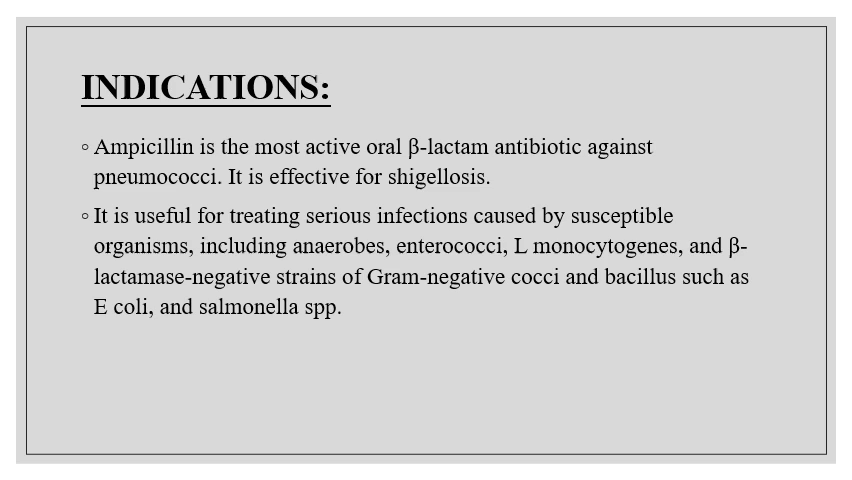 INDICATIONS:
◦ Ampicillin is the most active oral β-lactam antibiotic against
pneumococci. It is effective for shigellosis.
◦ It is useful for treating serious infections caused by susceptible
organisms, including anaerobes, enterococci, L monocytogenes, and β-
lactamase-negative strains of Gram-negative cocci and bacillus such as
E coli, and salmonella spp.